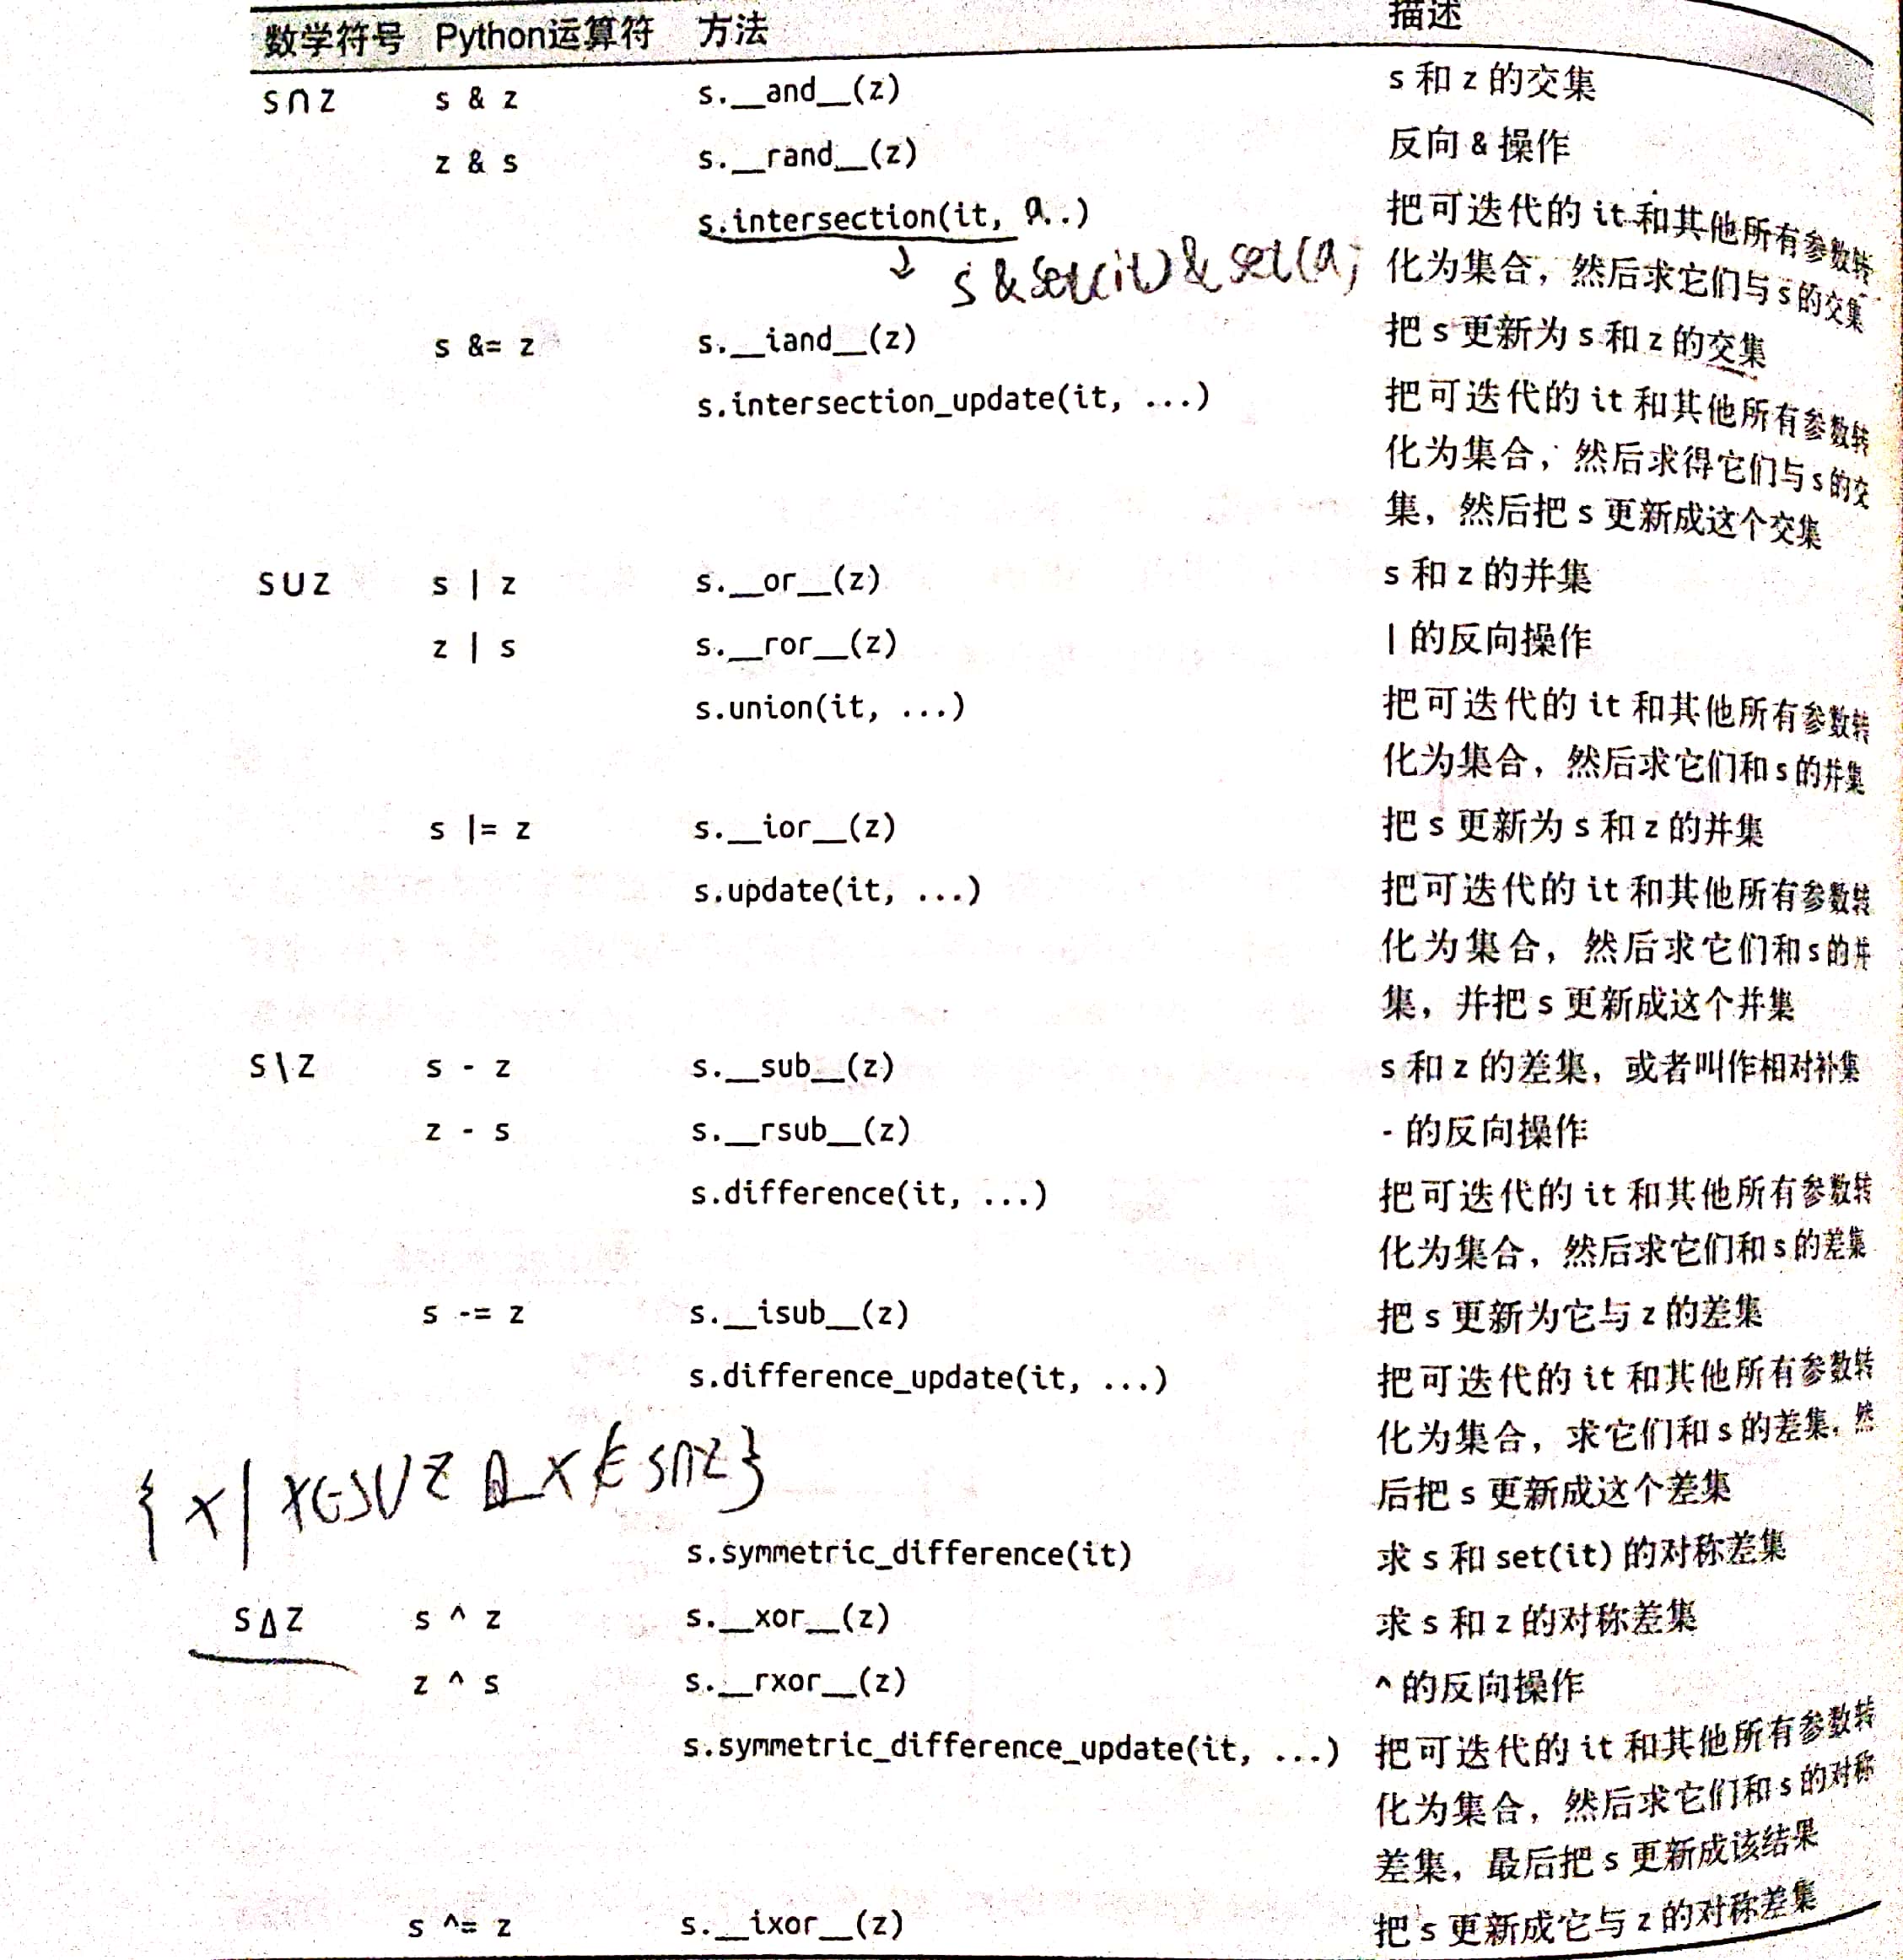 数学符号 Python运算符 方法 描述
S∩Z s & z s.__and__(z) s 和 z 的交集
z & s s.__rand__(z) 反向 & 操作
s.intersection(it, a..) 把可迭代的 it 和其他所有参数转
s & set(it) & set(a) 化为集合，然后求它们与 s 的交集
s &= z s.__iand__(z) 把 s 更新为 s 和 z 的交集
s.intersection_update(it, ...) 把可迭代的 it 和其他所有参数转
化为集合，然后求得它们与 s 的交
集，然后把 s 更新成这个交集
S∪Z s | z s.__or__(z) s 和 z 的并集
z | s s.__ror__(z) | 的反向操作
s.union(it, ...) 把可迭代的 it 和其他所有参数转
化为集合，然后求它们和 s 的并集
s |= z s.__ior__(z) 把 s 更新为 s 和 z 的并集
s.update(it, ...) 把可迭代的 it 和其他所有参数转
化为集合，然后求它们和 s 的并
集，并把 s 更新成这个并集
S\Z s - z s.__sub__(z) s 和 z 的差集，或者叫作相对补集
z - s s.__rsub__(z) - 的反向操作
s.difference(it, ...) 把可迭代的 it 和其他所有参数转
化为集合，然后求它们和 s 的差集
s -= z s.__isub__(z) 把 s 更新为它与 z 的差集
s.difference_update(it, ...) 把可迭代的 it 和其他所有参数转
化为集合，求它们和 s 的差集，然
{x| x∈S∪Z x∉S∩Z} 后把 s 更新成这个差集
s.symmetric_difference(it) 求 s 和 set(it) 的对称差集
S∆Z s ^ z s.__xor__(z) 求 s 和 z 的对称差集
z ^ s s.__rxor__(z) ^ 的反向操作
s.symmetric_difference_update(it, ...) 把可迭代的 it 和其他所有参数转
化为集合，然后求它们和 s 的对称
差集，最后把 s 更新成该结果
s ^= z s.__ixor__(z) 把 s 更新成它与 z 的对称差集